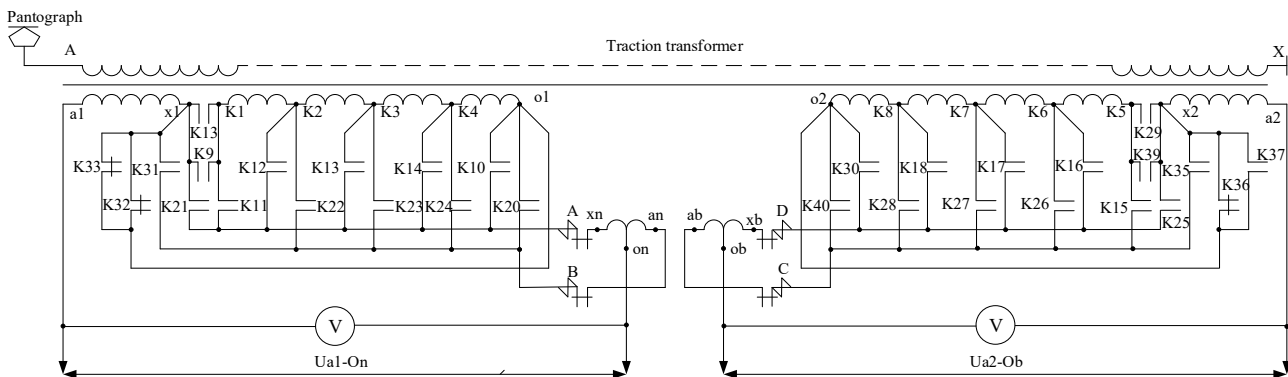 Pantograph
A
Traction transformer
X
a1
x1
K13
K1
K2
K3
K4
o1
o2
K8
K7
K6
K5
K29
x2
a2
K33
K31
K9
K12
K13
K14
K10
K30
K18
K17
K16
K39
K35
K37
K32
K21
K11
K22
K23
K24
K20
K40
K28
K27
K26
K15
K25
K36
A
xn
an
ab
xb
D
on
ob
B
C
V
V
Ua1-On
Ua2-Ob